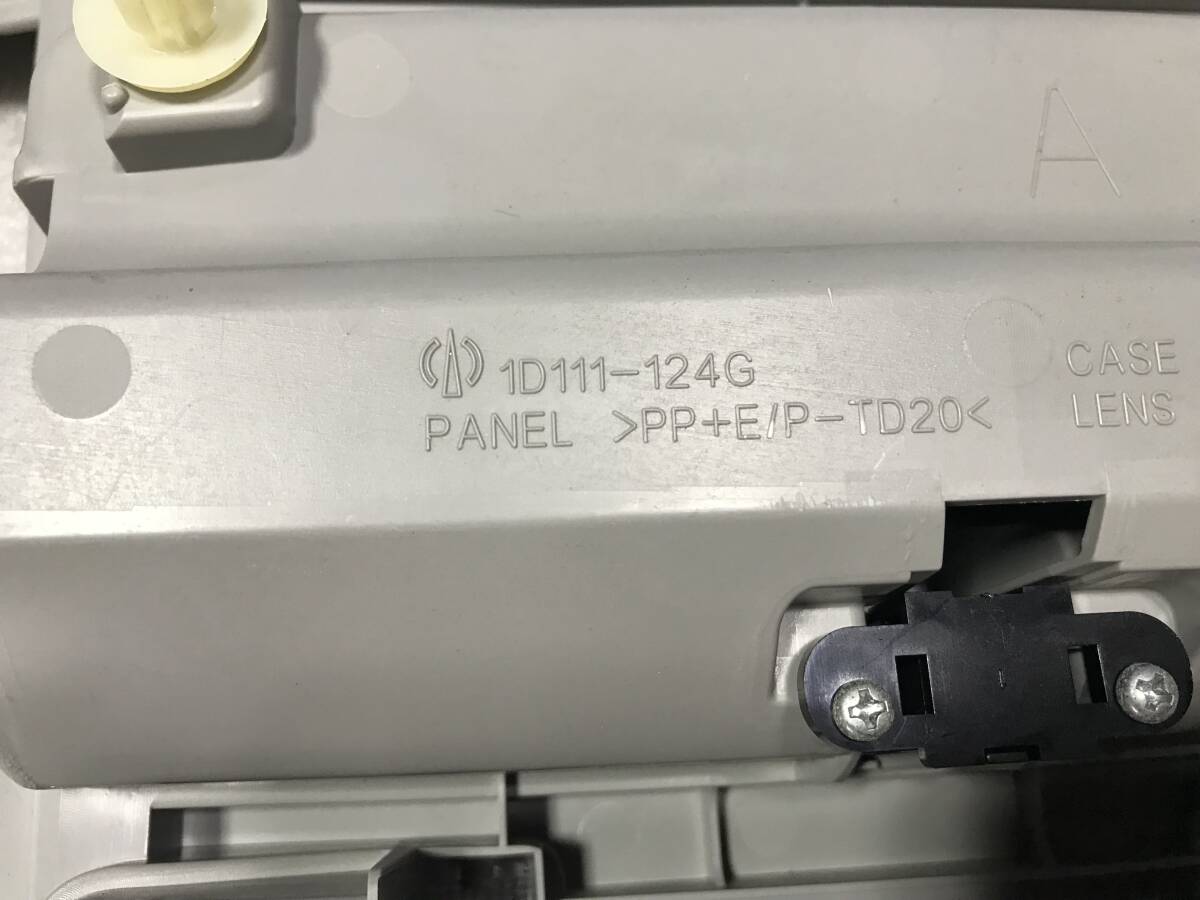 A
1D111-124G
PANEL >PP+E/P-TD20<
CASE
LENS